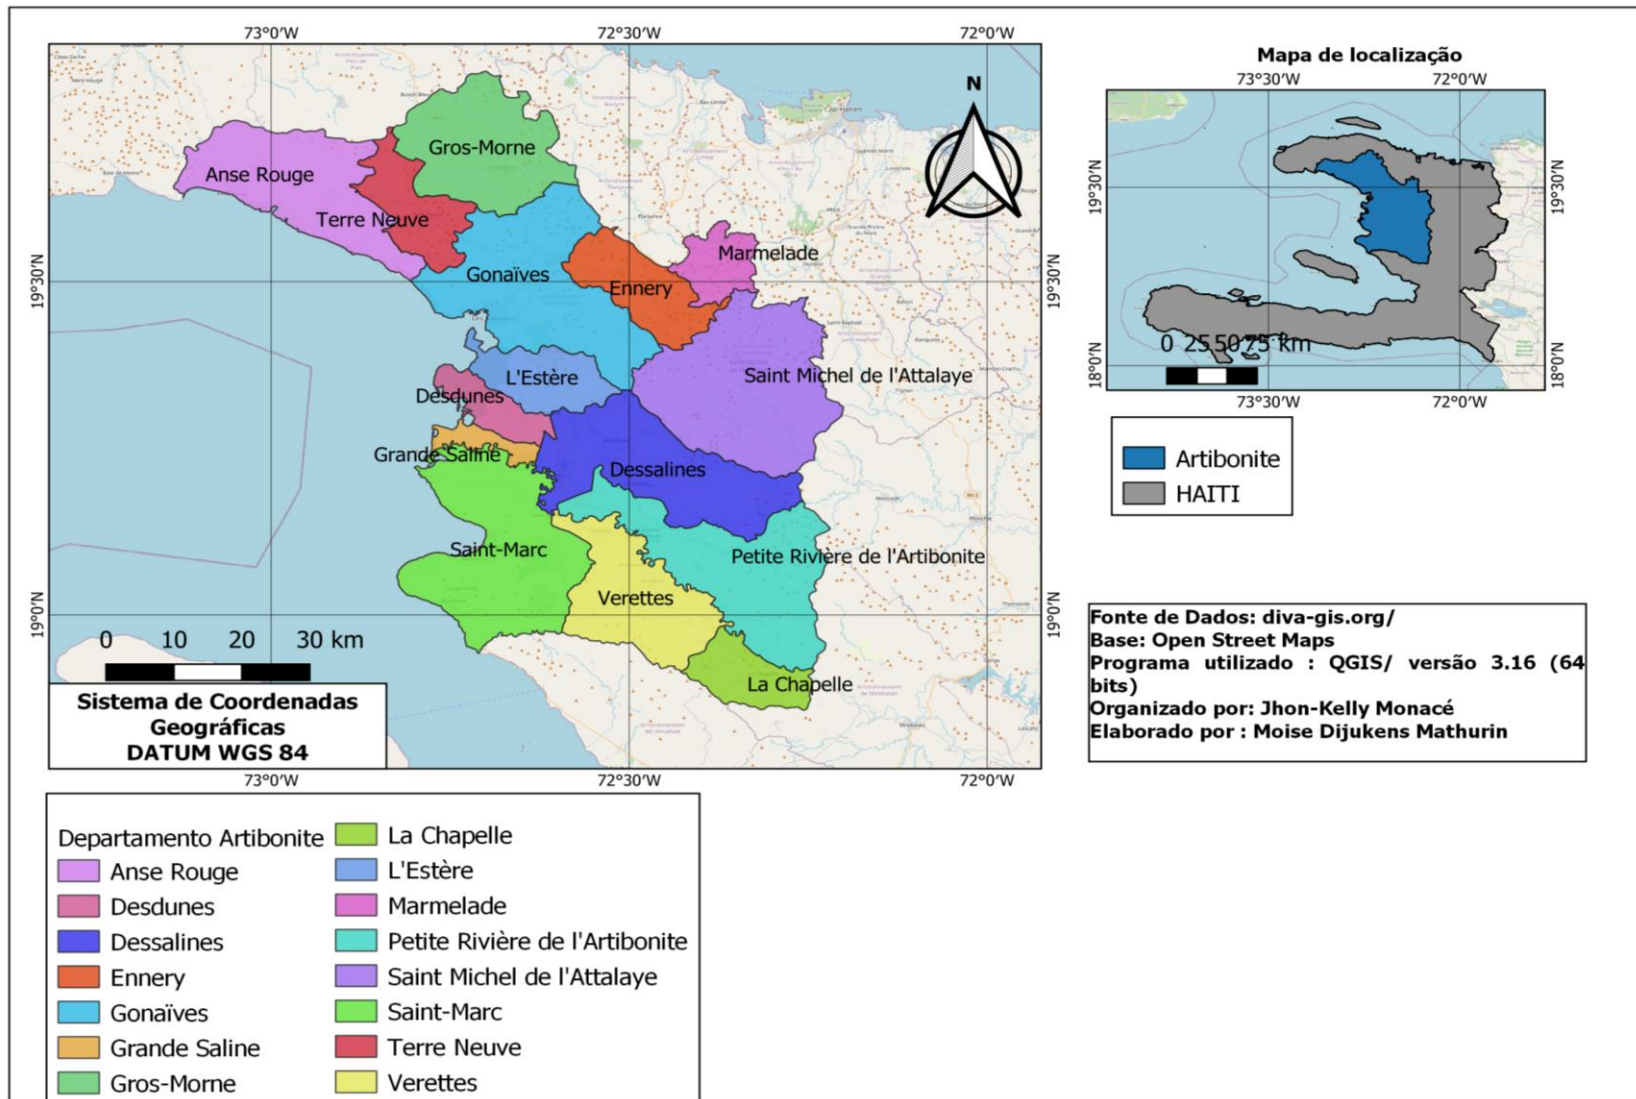 73°0'W 72°30'W 72°0'W
N
Gros-Morne
Anse Rouge
Terre Neuve
Marmelade
Gonaïves
Ennery
19°30'N
19°30'N
L'Estère
Saint Michel de l'Attalaye
Desdunes
Grande Saline
Dessalines
Saint-Marc
Petite Rivière de l'Artibonite
Verettes
19°0'N
19°0'N
La Chapelle
0 10 20 30 km
Sistema de Coordenadas
Geográficas
DATUM WGS 84
73°0'W 72°30'W 72°0'W
Mapa de localização
73°30'W 72°0'W
19°30'N
19°30'N
0 25 50 75 km
18°0'N
18°0'N
73°30'W 72°0'W
Artibonite
HAITI
Fonte de Dados: diva-gis.org/
Base: Open Street Maps
Programa utilizado : QGIS/ versão 3.16 (64
bits)
Organizado por: Jhon-Kelly Monacé
Elaborado por : Moise Dijukens Mathurin
Departamento Artibonite
Anse Rouge
Desdunes
Dessalines
Ennery
Gonaïves
Grande Saline
Gros-Morne
La Chapelle
L'Estère
Marmelade
Petite Rivière de l'Artibonite
Saint Michel de l'Attalaye
Saint-Marc
Terre Neuve
Verettes